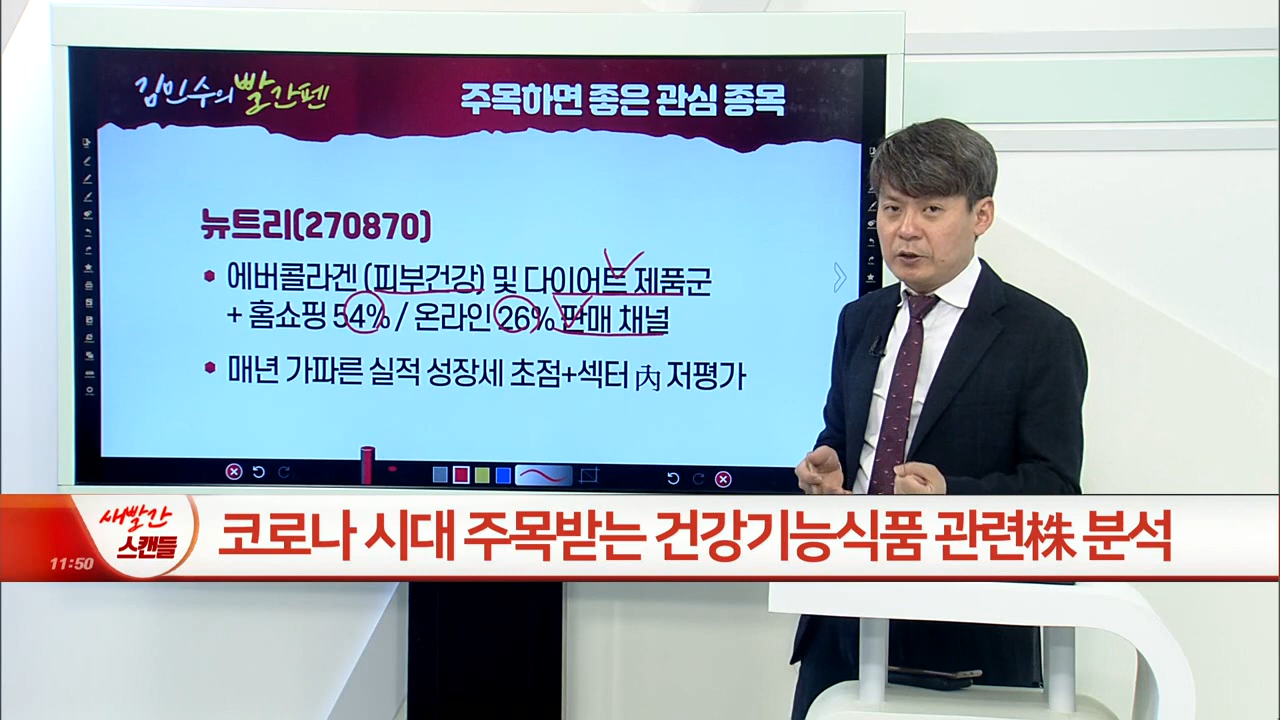 김민수의 빨간펜
주목하면 좋은 관심 종목
뉴트리(270870)
• 에버콜라겐 (피부건강) 및 다이어트 제품군
+ 홈쇼핑 54% / 온라인 26% 판매 채널
• 매년 가파른 실적 성장세 초점+섹터 內 저평가
새빨간
스캔들
11:50
코로나 시대 주목받는 건강기능식품 관련株 분석